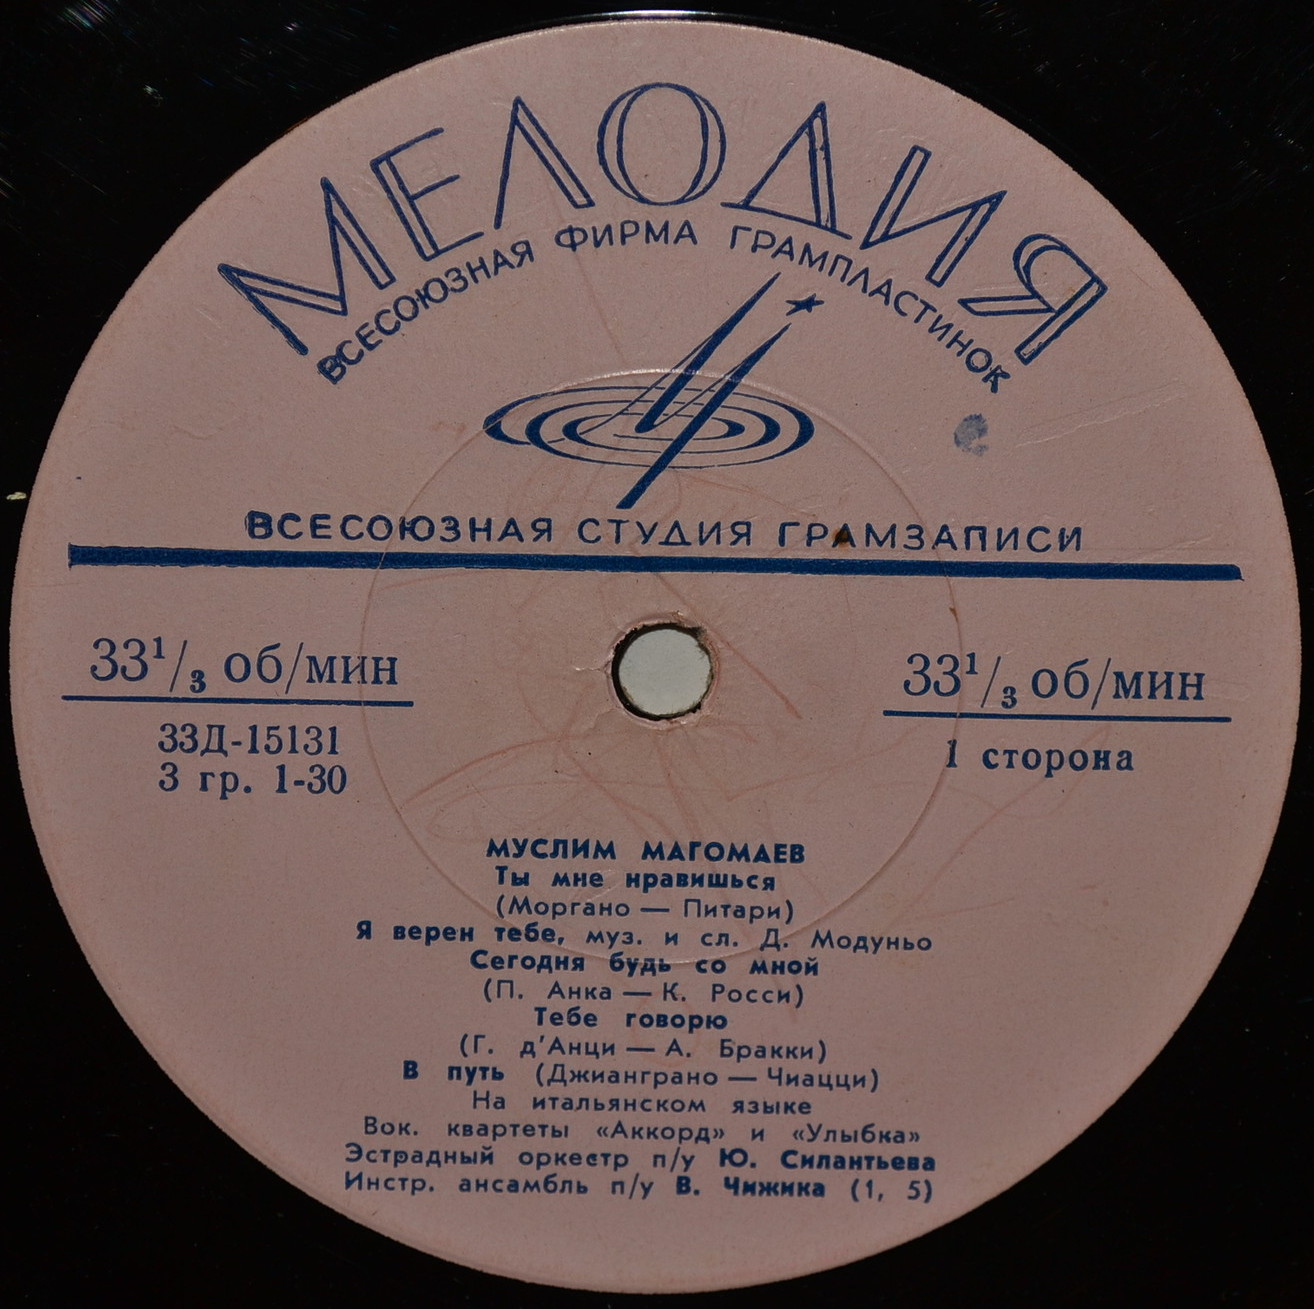 МЕЛОДИЯ
ВСЕСОЮЗНАЯ ФИРМА ГРАМПЛАСТИНОК
ВСЕСОЮЗНАЯ СТУДИЯ ГРАМЗАПИСИ
33¹/₃ об/мин
33Д-15131
3 гр. 1-30
33¹/₃ об/мин
1 сторона
МУСЛИМ МАГОМАЕВ
Ты мне нравишься
(Моргано — Питари)
Я верен тебе, муз. и сл. Д. Модуньо
Сегодня будь со мной
(П. Анка — К. Росси)
Тебе говорю
(Г. д'Анци — А. Бракки)
В путь (Джианграно — Чиацци)
На итальянском языке
Вок. квартеты «Аккорд» и «Улыбка»
Эстрадный оркестр п/у Ю. Силантьева
Инстр. ансамбль п/у В. Чижика (1, 5)